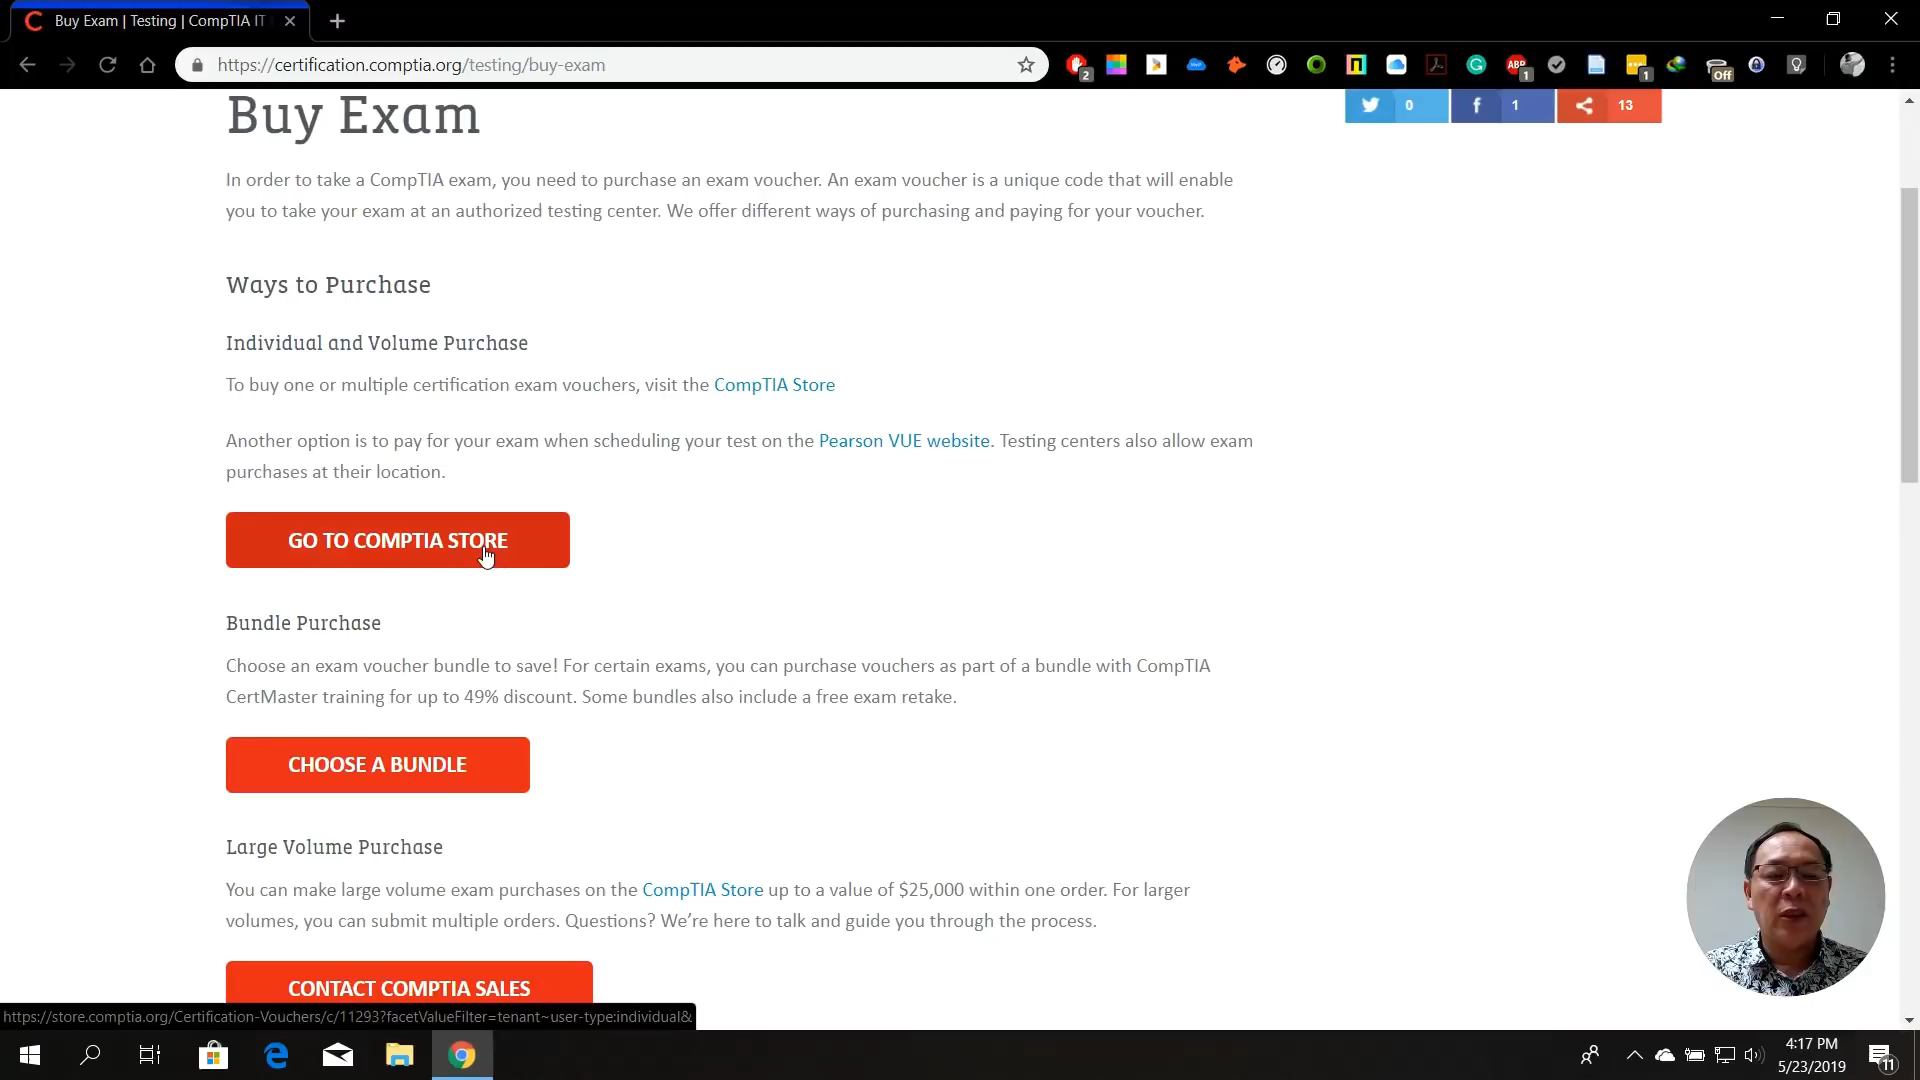 Buy Exam | Testing | CompTIA IT
https://certification.comptia.org/testing/buy-exam
2
ABP
1
1
Off
Buy Exam
0
1
13
In order to take a CompTIA exam, you need to purchase an exam voucher. An exam voucher is a unique code that will enable
you to take your exam at an authorized testing center. We offer different ways of purchasing and paying for your voucher.
Ways to Purchase
Individual and Volume Purchase
To buy one or multiple certification exam vouchers, visit the CompTIA Store
Another option is to pay for your exam when scheduling your test on the Pearson VUE website. Testing centers also allow exam
purchases at their location.
GO TO COMPTIA STORE
Bundle Purchase
Choose an exam voucher bundle to save! For certain exams, you can purchase vouchers as part of a bundle with CompTIA
CertMaster training for up to 49% discount. Some bundles also include a free exam retake.
CHOOSE A BUNDLE
Large Volume Purchase
You can make large volume exam purchases on the CompTIA Store up to a value of $25,000 within one order. For larger
volumes, you can submit multiple orders. Questions? We’re here to talk and guide you through the process.
CONTACT COMPTIA SALES
https://store.comptia.org/Certification-Vouchers/c/11293?facetValueFilter=tenant~user-type:individual&
4:17 PM
5/23/2019
11